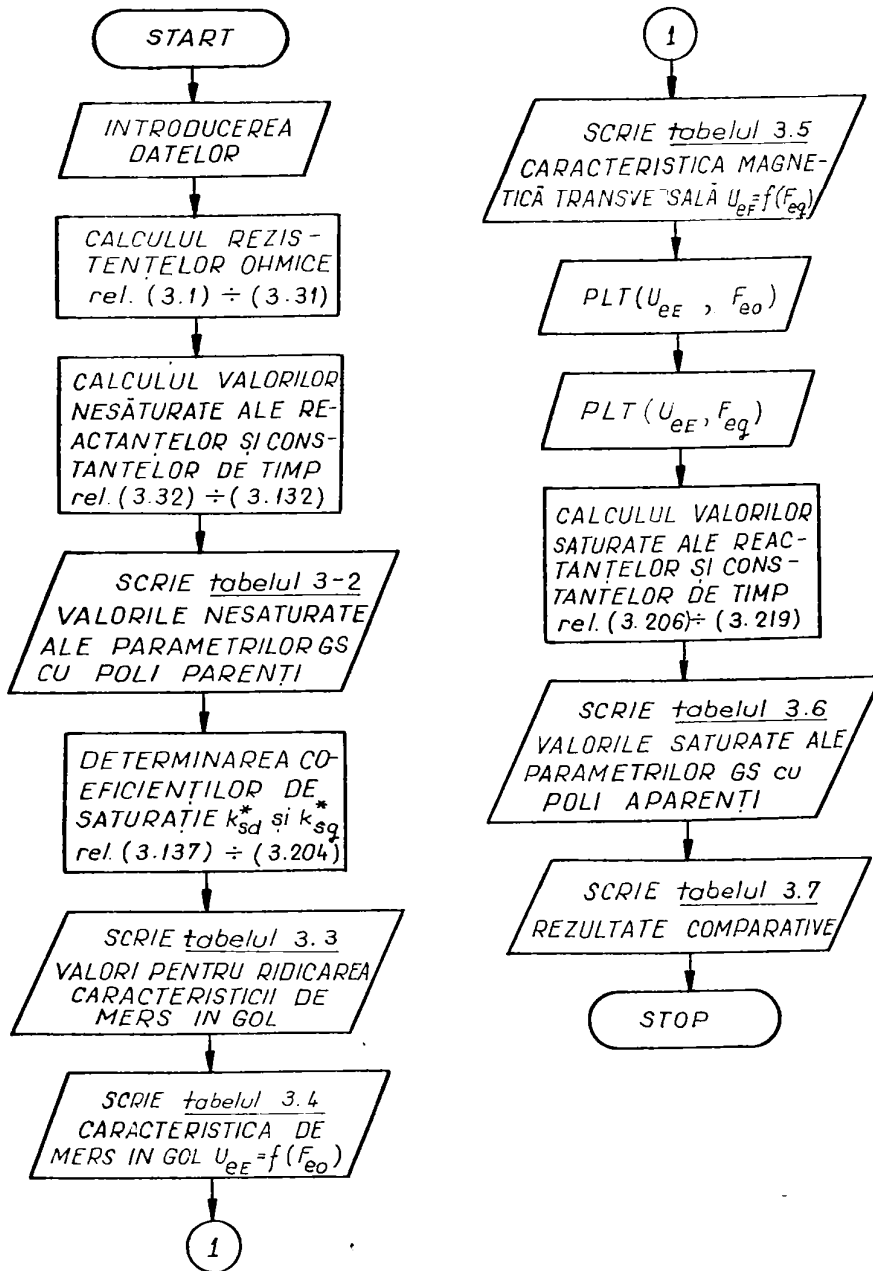 START
INTRODUCEREA
DATELOR
CALCULUL REZIS-
TENȚELOR OHMICE
rel. (3.1) ÷ (3.31)
CALCULUL VALORILOR
NESĂTURATE ALE RE-
ACTANȚELOR ȘI CONS-
TANTELOR DE TIMP
rel. (3.32) ÷ (3.132)
SCRIE tabelul 3-2
VALORILE NESATURATE
ALE PARAMETRILOR GS
CU POLI PARENȚI
DETERMINAREA CO-
EFICIENȚILOR DE
SATURAȚIE k*sd și k*sq
rel. (3.137) ÷ (3.204)
SCRIE tabelul 3.3
VALORI PENTRU RIDICAREA
CARACTERISTICII DE
MERS IN GOL
SCRIE tabelul 3.4
CARACTERISTICA DE
MERS IN GOL UeE = f(Feo)
1
1
SCRIE tabelul 3.5
CARACTERISTICA MAGNE-
TICĂ TRANSVE SALĂ UeF = f(Feq)
PLT(UeE , Feo)
PLT(UeE, Feq)
CALCULUL VALORILOR
SATURATE ALE REAC-
TANȚELOR ȘI CONS-
TANTELOR DE TIMP
rel. (3.206) ÷ (3.219)
SCRIE tabelul 3.6
VALORILE SATURATE ALE
PARAMETRILOR GS cu
POLI APARENȚI
SCRIE tabelul 3.7
REZULTATE COMPARATIVE
STOP